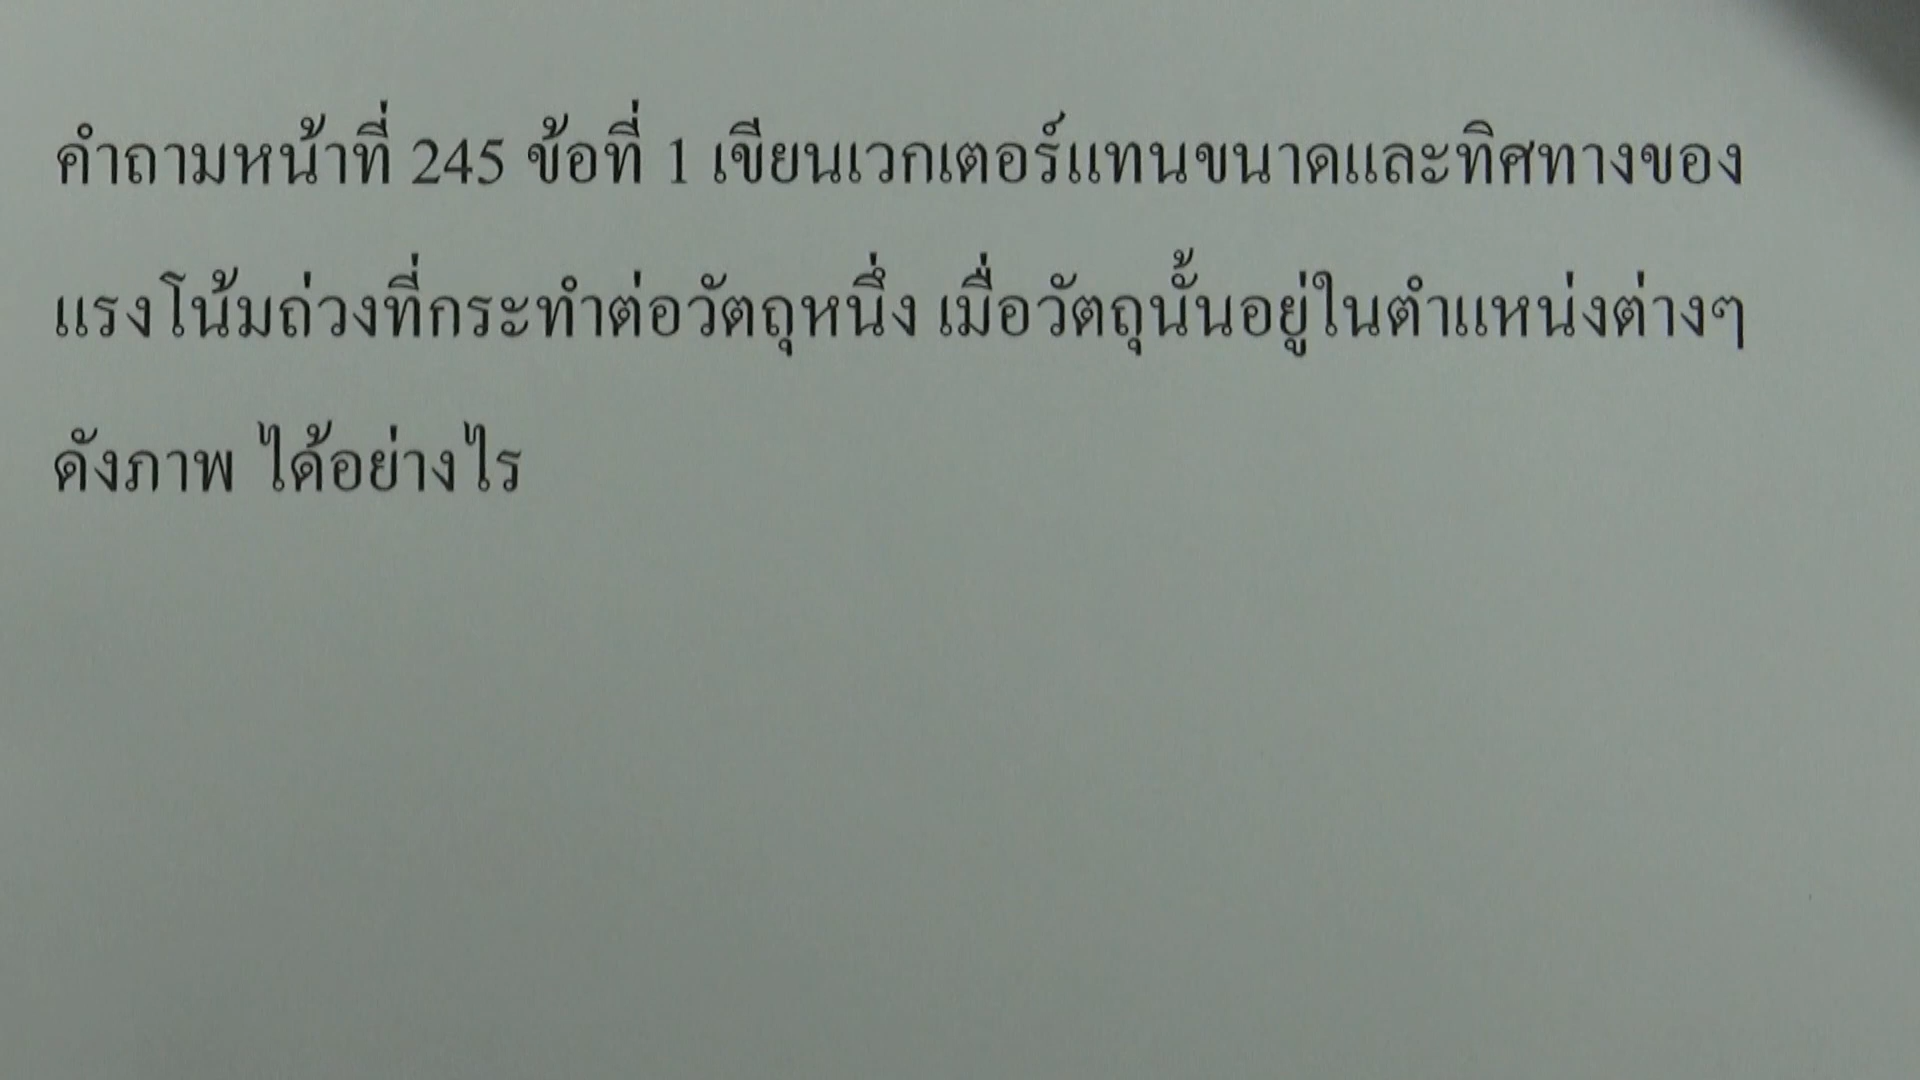 คำถามหน้าที่ 245 ข้อที่ 1 เขียนเวกเตอร์แทนขนาดและทิศทางของ
แรงโน้มถ่วงที่กระทำต่อวัตถุหนึ่ง เมื่อวัตถุนั้นอยู่ในตำแหน่งต่างๆ
ดังภาพ ได้อย่างไร